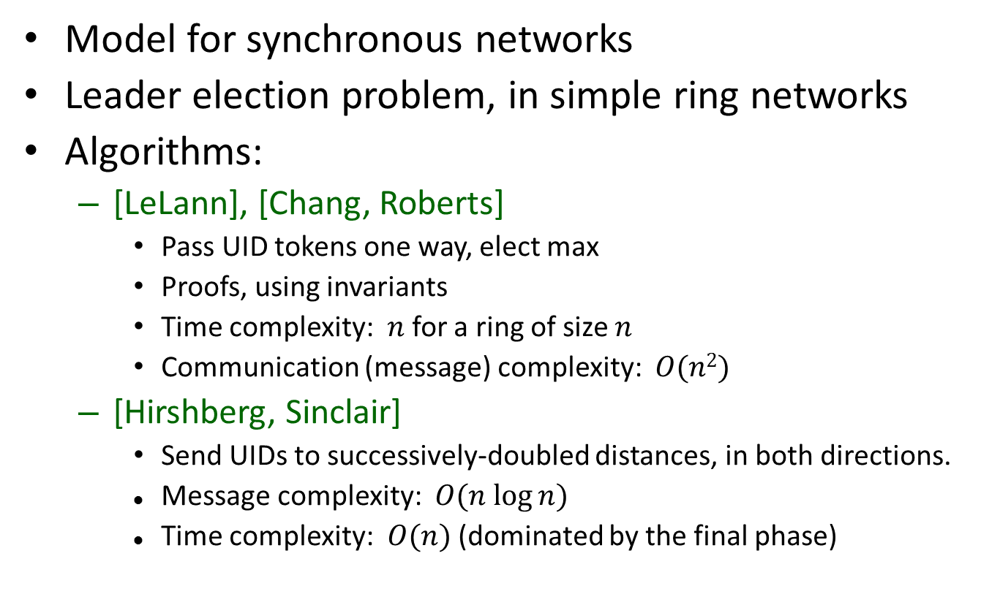 • Model for synchronous networks
• Leader election problem, in simple ring networks
• Algorithms:
– [LeLann], [Chang, Roberts]
• Pass UID tokens one way, elect max
• Proofs, using invariants
• Time complexity: n for a ring of size n
• Communication (message) complexity: O(n²)
– [Hirshberg, Sinclair]
• Send UIDs to successively-doubled distances, in both directions.
• Message complexity: O(n log n)
• Time complexity: O(n) (dominated by the final phase)